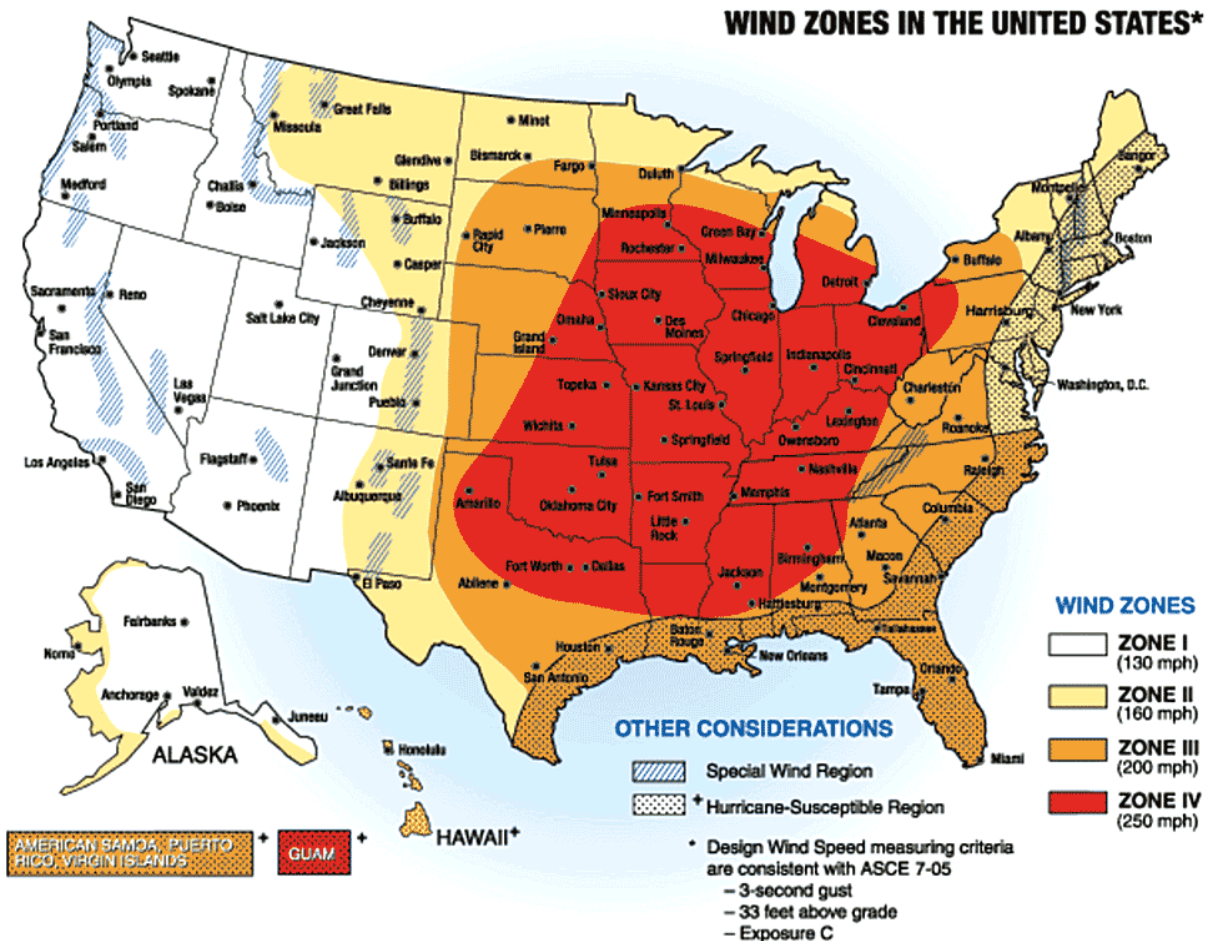 WIND ZONES IN THE UNITED STATES*
Seattle
Olympia
Spokane
Portland
Salem
Medford
Great Falls
Missoula
Glendive
Billings
Challis
Boise
Minot
Bismarck
Fargo
Duluth
Buffalo
Jackson
Casper
Cheyenne
Rapid
City
Pierre
Minneapolis
Rochester
Green Bay
Milwaukee
Detroit
Buffalo
Bangor
Montpelier
Albany
Boston
New York
Harrisburg
Washington, D.C.
Sacramento
Reno
San
Francisco
Salt Lake City
Las
Vegas
Grand
Junction
Denver
Pueblo
Sioux City
Omaha
Des
Moines
Grand
Island
Chicago
Cleveland
Springfield
Indianapolis
Cincinnati
Charleston
Topeka
Kansas City
St. Louis
Lexington
Roanoke
Wichita
Springfield
Owensboro
Los Angeles
San
Diego
Flagstaff
Phoenix
Sante Fe
Albuquerque
El Paso
Amarillo
Tulsa
Oklahoma City
Fort Smith
Little
Rock
Memphis
Nashville
Raleigh
Columbia
Atlanta
Macon
Savannah
Birmingham
Montgomery
Jackson
Hattiesburg
Fort Worth
Dallas
Abilene
Houston
San Antonio
Baton
Rouge
New Orleans
Tallahassee
Orlando
Tampa
Miami
Fairbanks
Nome
Anchorage
Valdez
Juneau
ALASKA
Honolulu
HAWAII+
AMERICAN SAMOA, PUERTO
RICO, VIRGIN ISLANDS
+
GUAM
+
OTHER CONSIDERATIONS
Special Wind Region
+ Hurricane-Susceptible Region
* Design Wind Speed measuring criteria
are consistent with ASCE 7-05
– 3-second gust
– 33 feet above grade
– Exposure C
WIND ZONES
ZONE I
(130 mph)
ZONE II
(160 mph)
ZONE III
(200 mph)
ZONE IV
(250 mph)